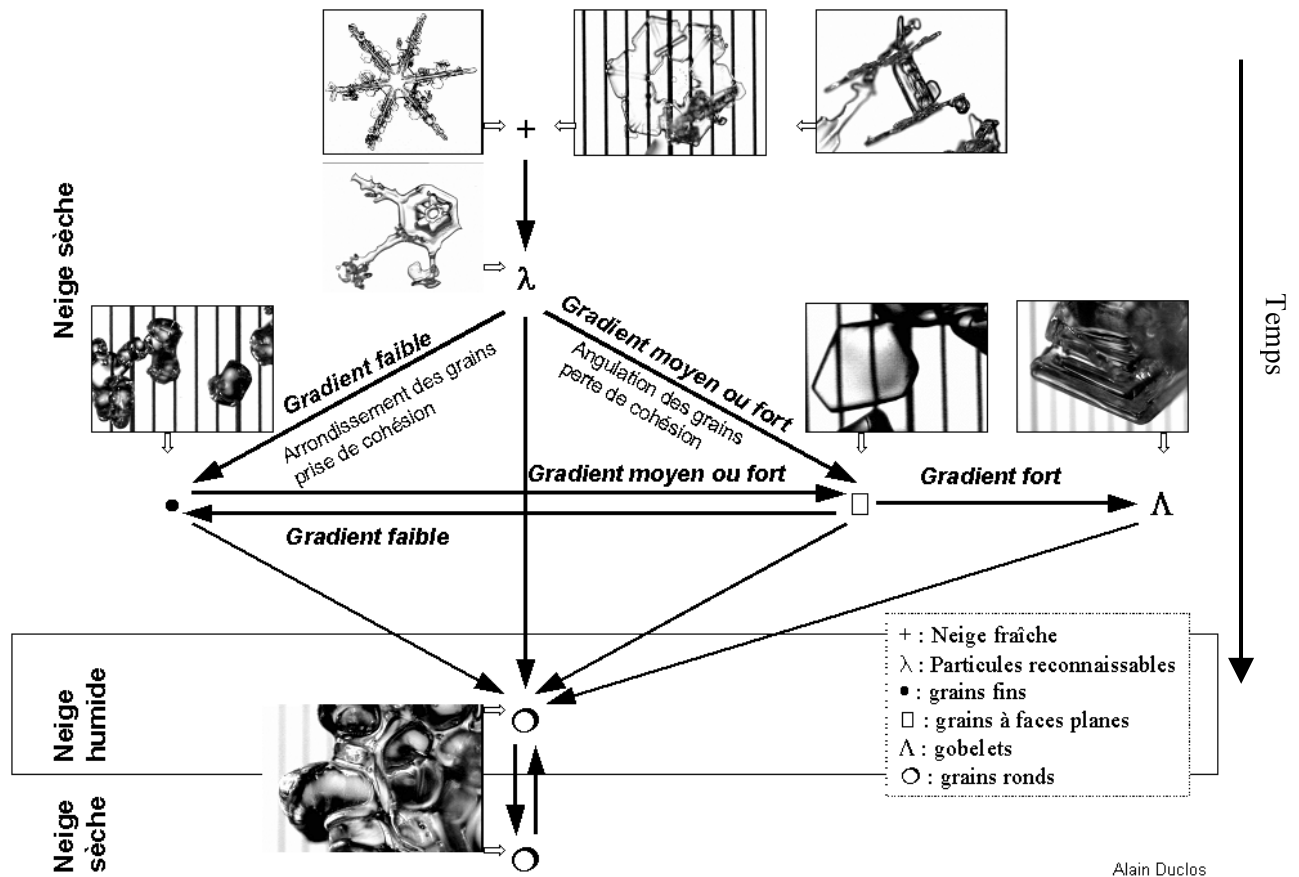 +
Neige sèche
λ
Temps
Gradient faible
Arrondissement des grains
prise de cohésion
Gradient moyen ou fort
Angulation des grains
perte de cohésion
Gradient moyen ou fort
Gradient fort
Λ
Gradient faible
+ : Neige fraîche
λ : Particules reconnaissables
• : grains fins
□ : grains à faces planes
Λ : gobelets
❍ : grains ronds
Neige
humide
Neige
sèche
Alain Duclos